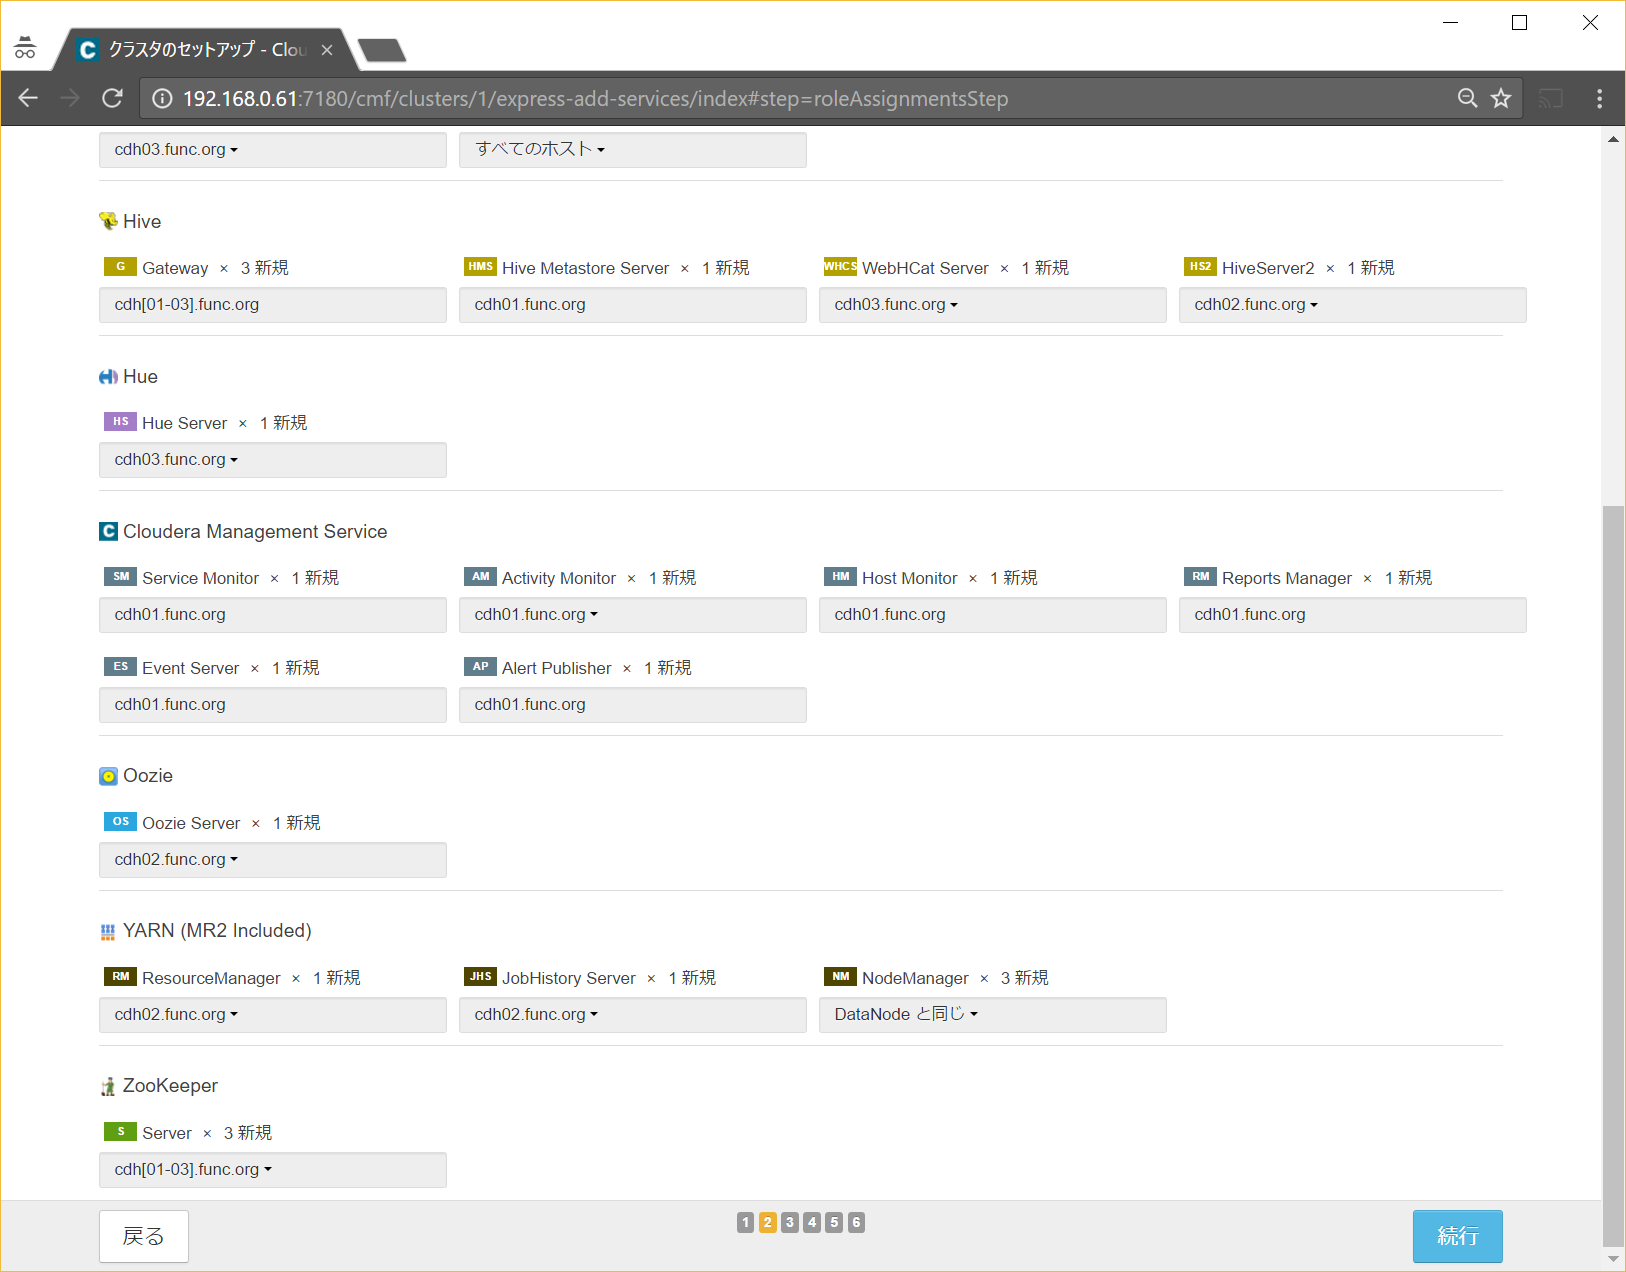 クラスタのセットアップ - Clou
192.168.0.61:7180/cmf/clusters/1/express-add-services/index#step=roleAssignmentsStep
cdh03.func.org すべてのホスト
Hive
G Gateway × 3 新規 HMS Hive Metastore Server × 1 新規 WHCS WebHCat Server × 1 新規 HS2 HiveServer2 × 1 新規
cdh[01-03].func.org cdh01.func.org cdh03.func.org cdh02.func.org
Hue
HS Hue Server × 1 新規
cdh03.func.org
C Cloudera Management Service
SM Service Monitor × 1 新規 AM Activity Monitor × 1 新規 HM Host Monitor × 1 新規 RM Reports Manager × 1 新規
cdh01.func.org cdh01.func.org cdh01.func.org cdh01.func.org
ES Event Server × 1 新規 AP Alert Publisher × 1 新規
cdh01.func.org cdh01.func.org
Oozie
OS Oozie Server × 1 新規
cdh02.func.org
YARN (MR2 Included)
RM ResourceManager × 1 新規 JHS JobHistory Server × 1 新規 NM NodeManager × 3 新規
cdh02.func.org cdh02.func.org DataNode と同じ
ZooKeeper
S Server × 3 新規
cdh[01-03].func.org
戻る 1 2 3 4 5 6 続行